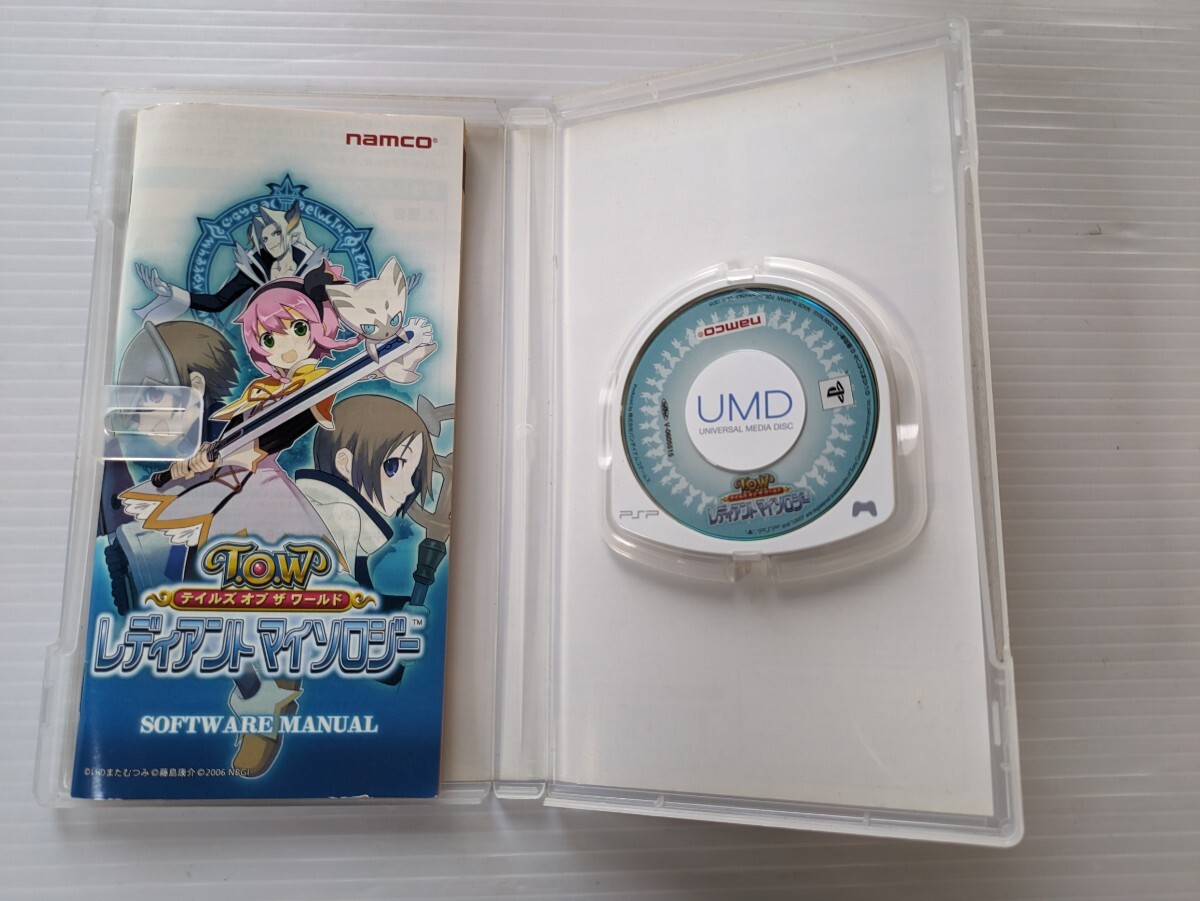 namco®
T.O.W
テイルズ オブ ザ ワールド
レディアント マイソロジー™
SOFTWARE MANUAL
©いのまたむつみ ©藤島康介 ©2006 NBGI
namco®
UMD
UNIVERSAL MEDIA DISC
T.O.W
レディアント マイソロジー
PSP